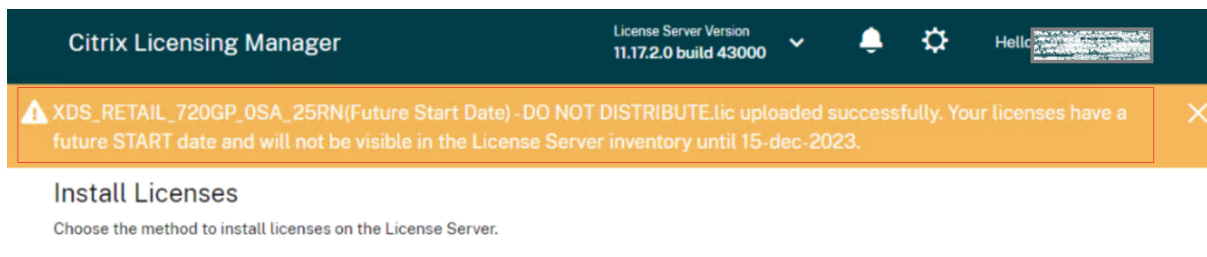 Citrix Licensing Manager
License Server Version
11.17.2.0 build 43000
Hello
XDS_RETAIL_720GP_0SA_25RN(Future Start Date) - DO NOT DISTRIBUTE.lic uploaded successfully. Your licenses have a
future START date and will not be visible in the License Server inventory until 15-dec-2023.
Install Licenses
Choose the method to install licenses on the License Server.